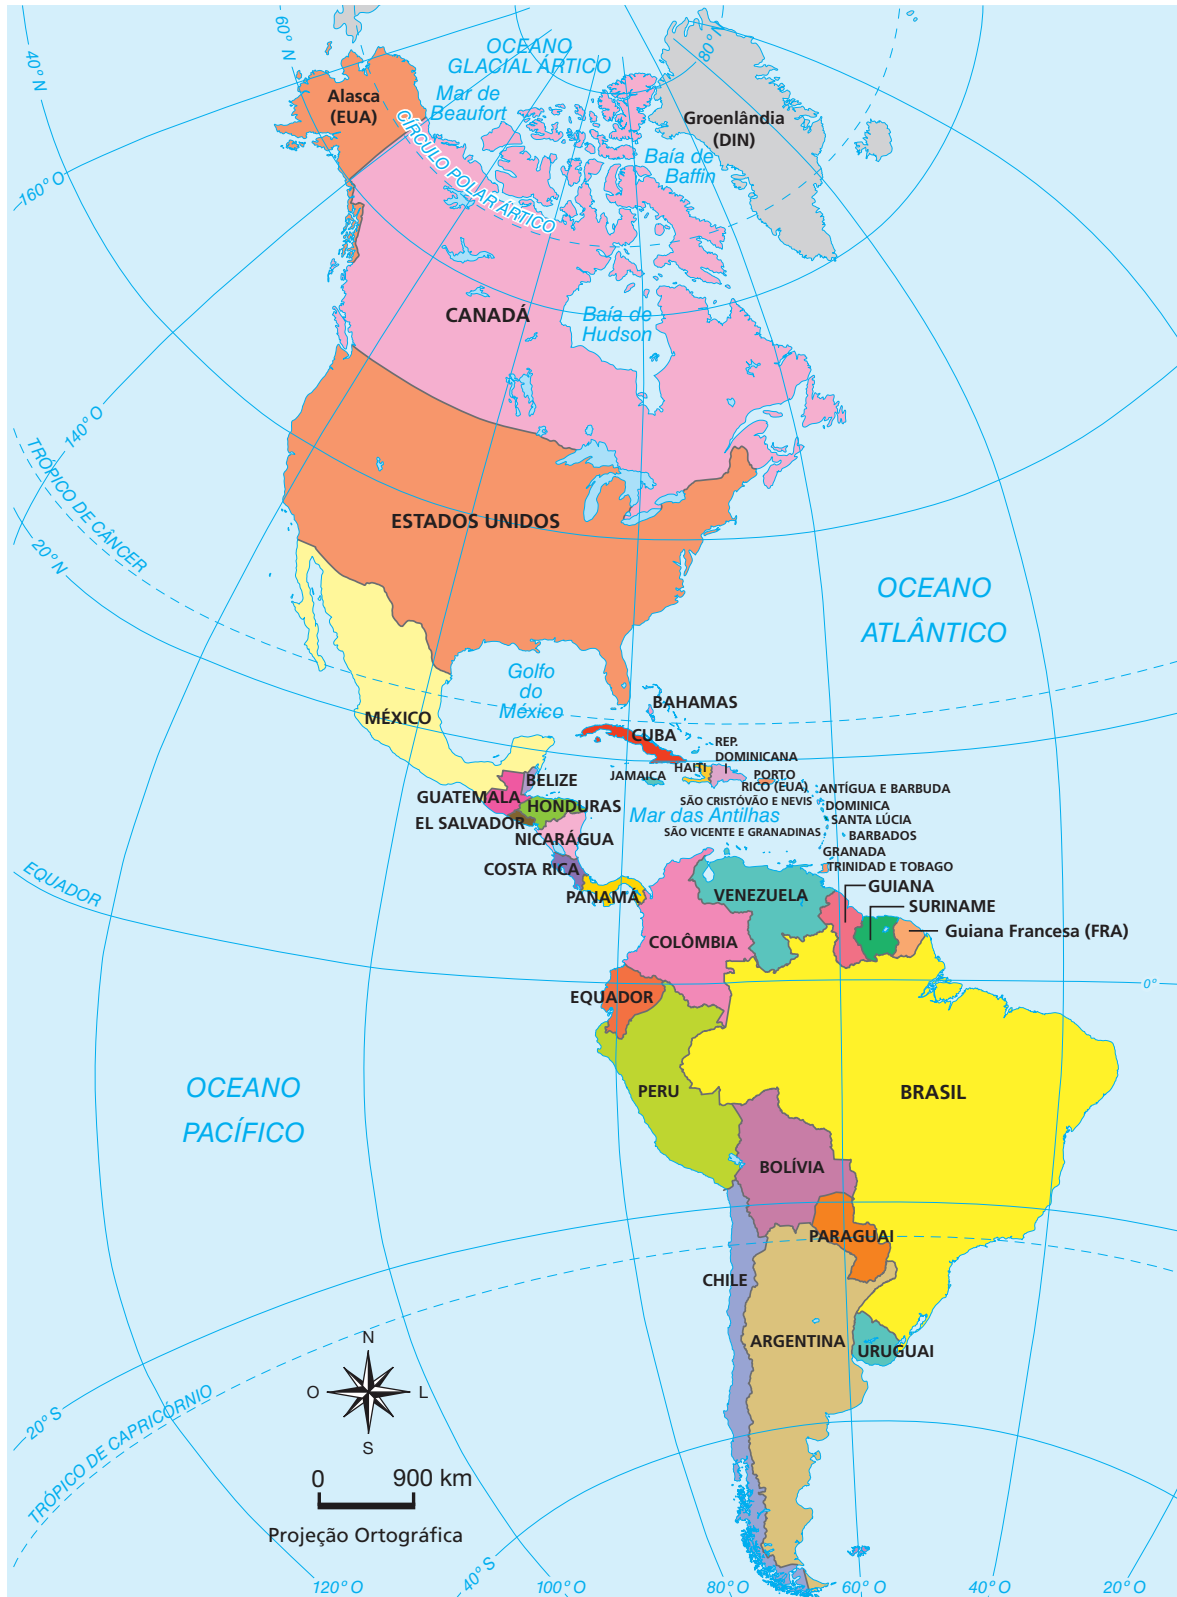 60° N
80° N
40° N
OCEANO
GLACIAL ÁRTICO
Alasca
(EUA)
Mar de
Beaufort
Groenlândia
(DIN)
CÍRCULO POLAR ÁRTICO
Baía de
Baffin
160° O
CANADÁ
Baía de
Hudson
140° O
TRÓPICO DE CÂNCER
20° N
ESTADOS UNIDOS
OCEANO
ATLÂNTICO
Golfo
do
México
MÉXICO
BAHAMAS
CUBA
REP.
DOMINICANA
HAITI
JAMAICA
PORTO
RICO (EUA)
BELIZE
ANTÍGUA E BARBUDA
GUATEMALA
HONDURAS
SÃO CRISTÓVÃO E NEVIS
DOMINICA
EL SALVADOR
Mar das Antilhas
SANTA LÚCIA
NICARÁGUA
SÃO VICENTE E GRANADINAS
BARBADOS
GRANADA
COSTA RICA
TRINIDAD E TOBAGO
EQUADOR
PANAMÁ
VENEZUELA
GUIANA
SURINAME
Guiana Francesa (FRA)
COLÔMBIA
0°
EQUADOR
OCEANO
PACÍFICO
PERU
BRASIL
BOLÍVIA
PARAGUAI
CHILE
ARGENTINA
URUGUAI
N
O
L
S
20° S
TRÓPICO DE CAPRICÓRNIO
0
900 km
Projeção Ortográfica
120° O
40° S
100° O
80° O
60° O
40° O
20° O